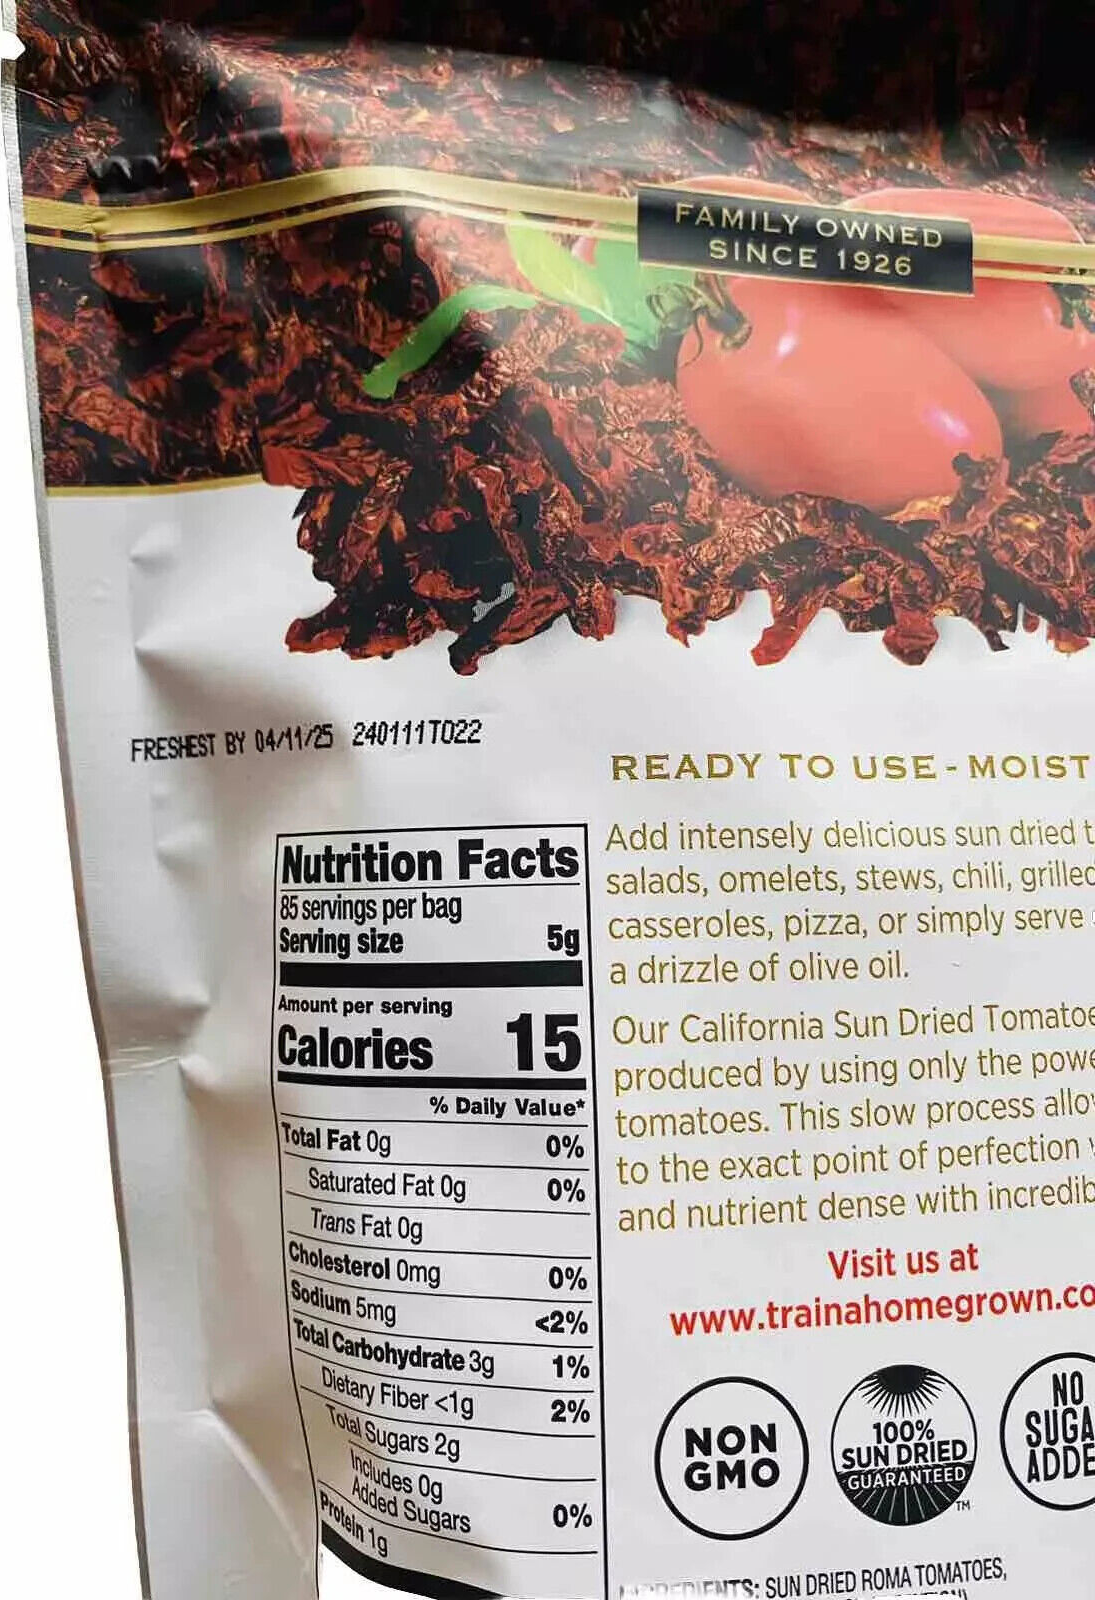 FAMILY OWNED
SINCE 1926
FRESHEST BY 04/11/25 240111T022
READY TO USE - MOIST
Nutrition Facts
85 servings per bag
Serving size 5g
Amount per serving
Calories 15
% Daily Value*
Total Fat 0g 0%
Saturated Fat 0g 0%
Trans Fat 0g
Cholesterol 0mg 0%
Sodium 5mg <2%
Total Carbohydrate 3g 1%
Dietary Fiber <1g 2%
Total Sugars 2g
Includes 0g
Added Sugars 0%
Protein 1g
Add intensely delicious sun dried t
salads, omelets, stews, chili, grilled
casseroles, pizza, or simply serve
a drizzle of olive oil.
Our California Sun Dried Tomatoe
produced by using only the powe
tomatoes. This slow process allo
to the exact point of perfection
and nutrient dense with incredib
Visit us at
www.trainahomegrown.co
NON
GMO
100%
SUN DRIED
GUARANTEED
TM
NO
SUGA
ADDE
INGREDIENTS: SUN DRIED ROMA TOMATOES,